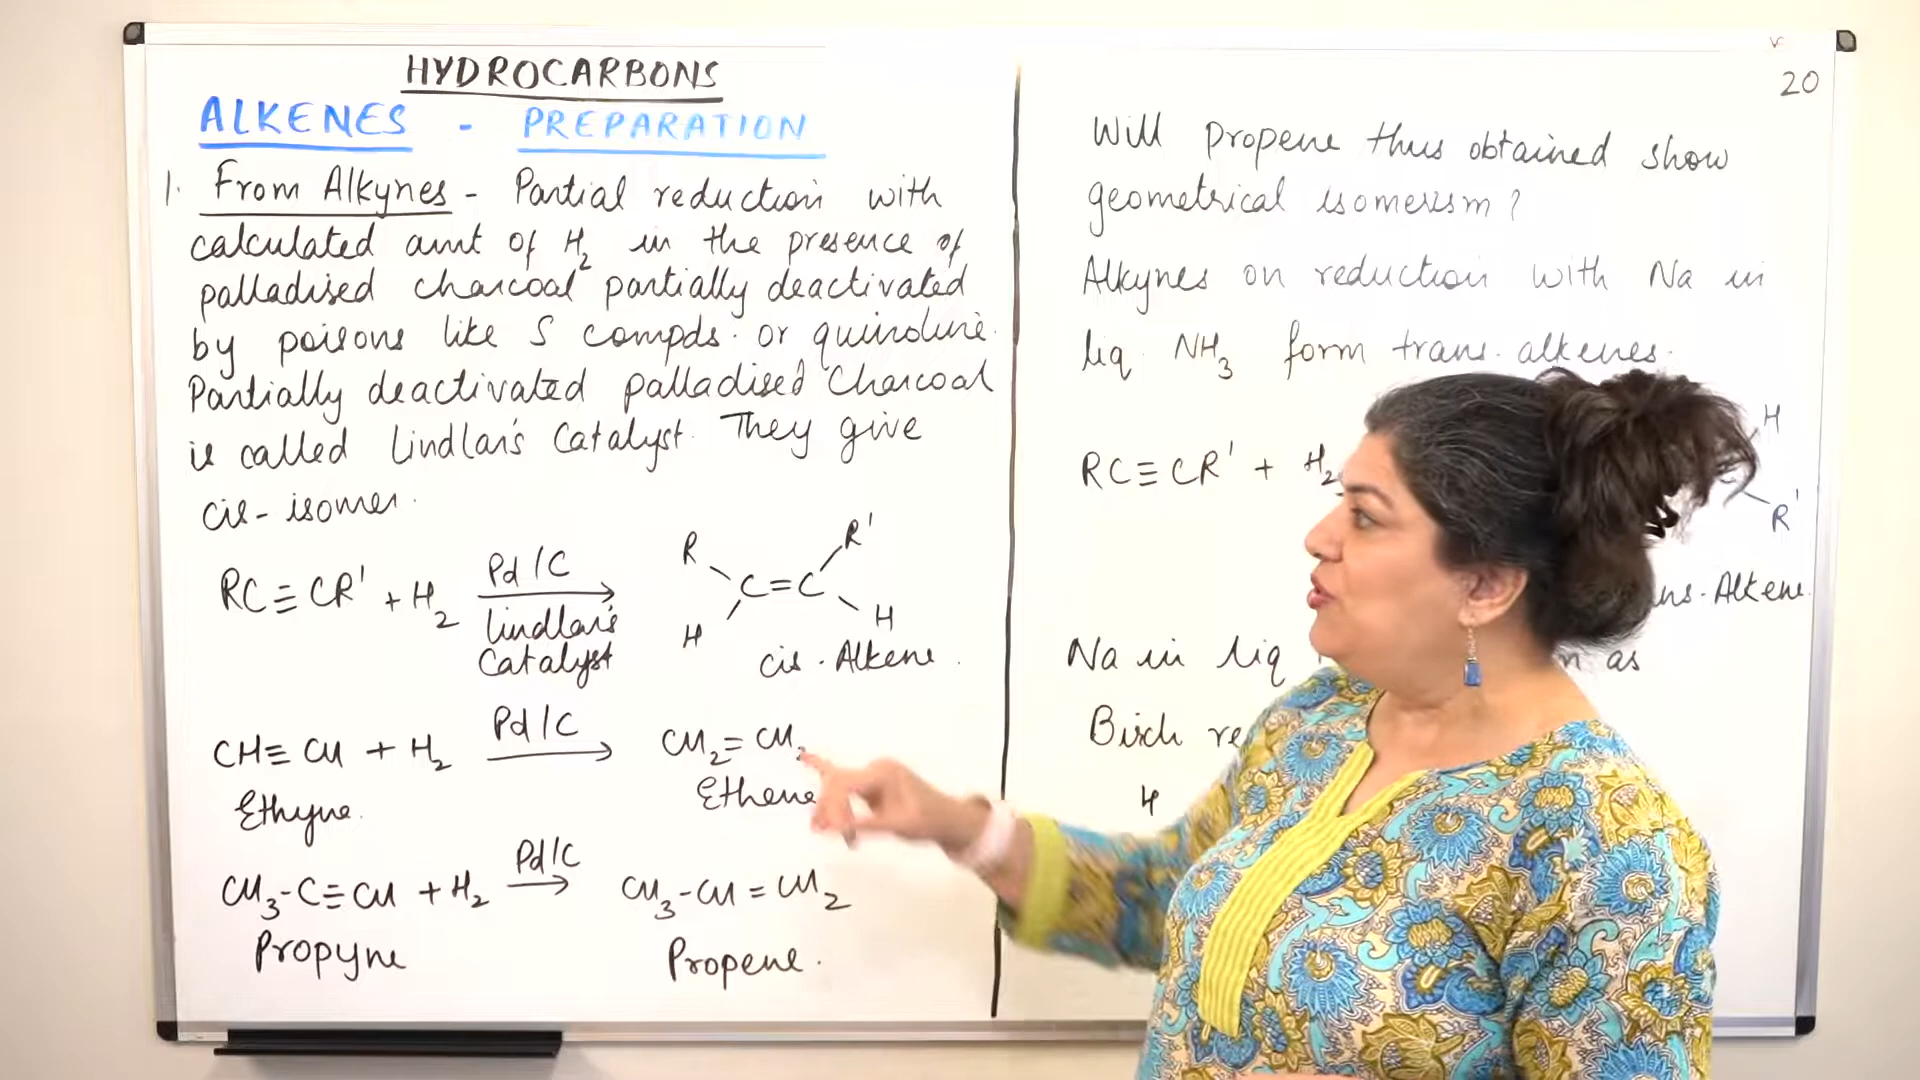 HYDROCARBONS
ALKENES - PREPARATION
1. From Alkynes - Partial reduction with
calculated amt of H2 in the presence of
palladised charcoal partially deactivated
by poisons like S compds. or quinoline.
Partially deactivated palladised charcoal
is called Lindlar's Catalyst. They give
cis-isomer.
RC≡CR' + H2 Pd/C Lindlar's Catalyst
R R'
C=C
H H
cis-Alkene.
CH≡CH + H2 Pd/C CH2=CH2
Ethyne. Ethene
CH3-C≡CH + H2 Pd/C CH3-CH=CH2
Propyne Propene.
20
Will propene thus obtained show
geometrical isomerism?
Alkynes on reduction with Na in
liq NH3 form trans-alkenes.
RC≡CR' + H2
H
R'
Alkene.
Na in liq as
Birch